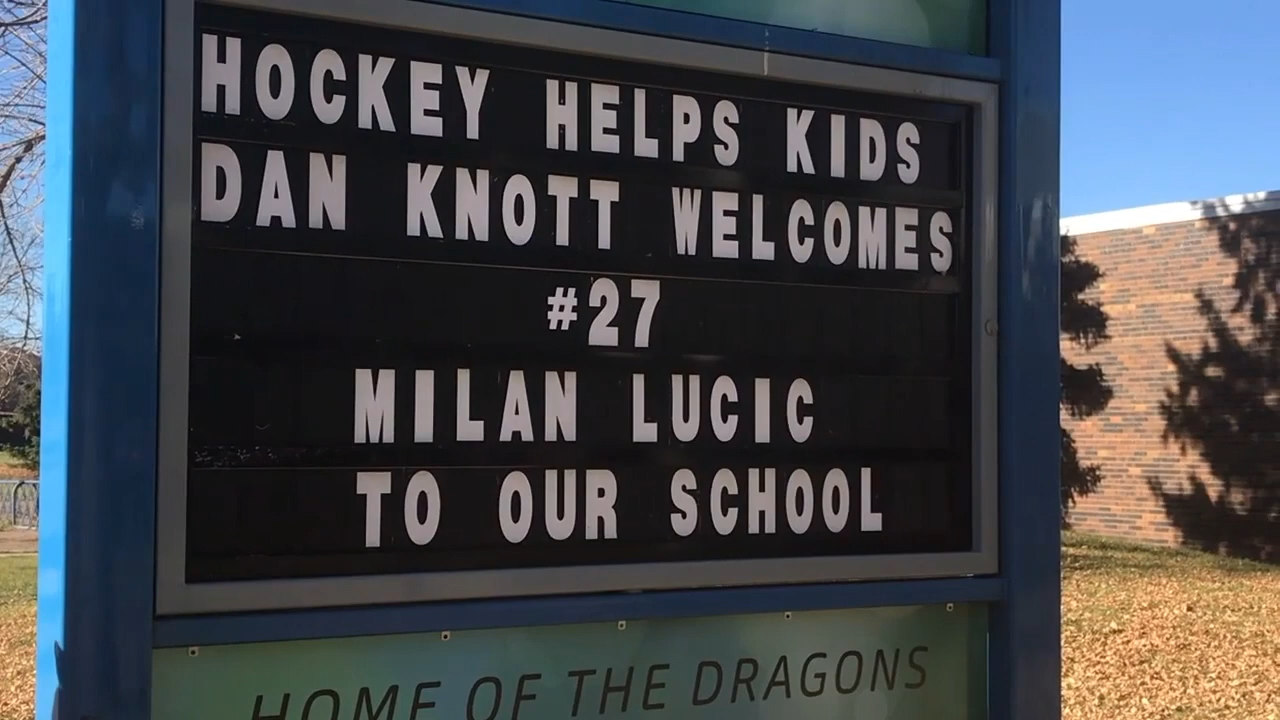 HOCKEY HELPS KIDS
DAN KNOTT WELCOMES
#27
MILAN LUCIC
TO OUR SCHOOL
HOME OF THE DRAGONS